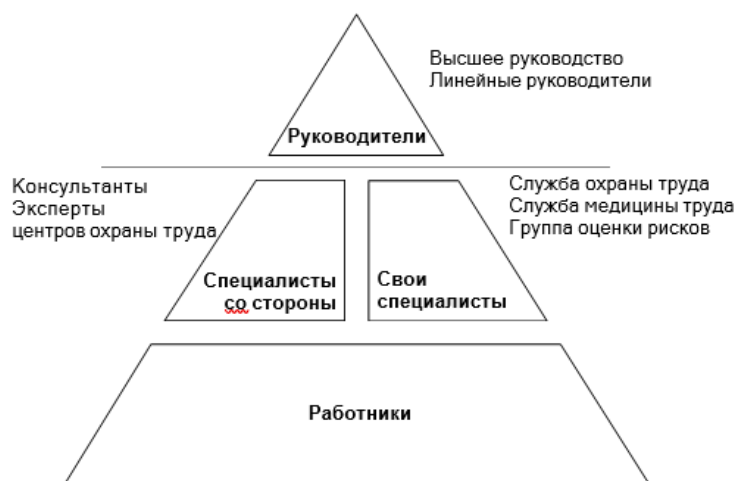 Высшее руководство
Линейные руководители
Руководители
Консультанты
Эксперты
центров охраны труда
Служба охраны труда
Служба медицины труда
Группа оценки рисков
Специалисты
со стороны
Свои
специалисты
Работники